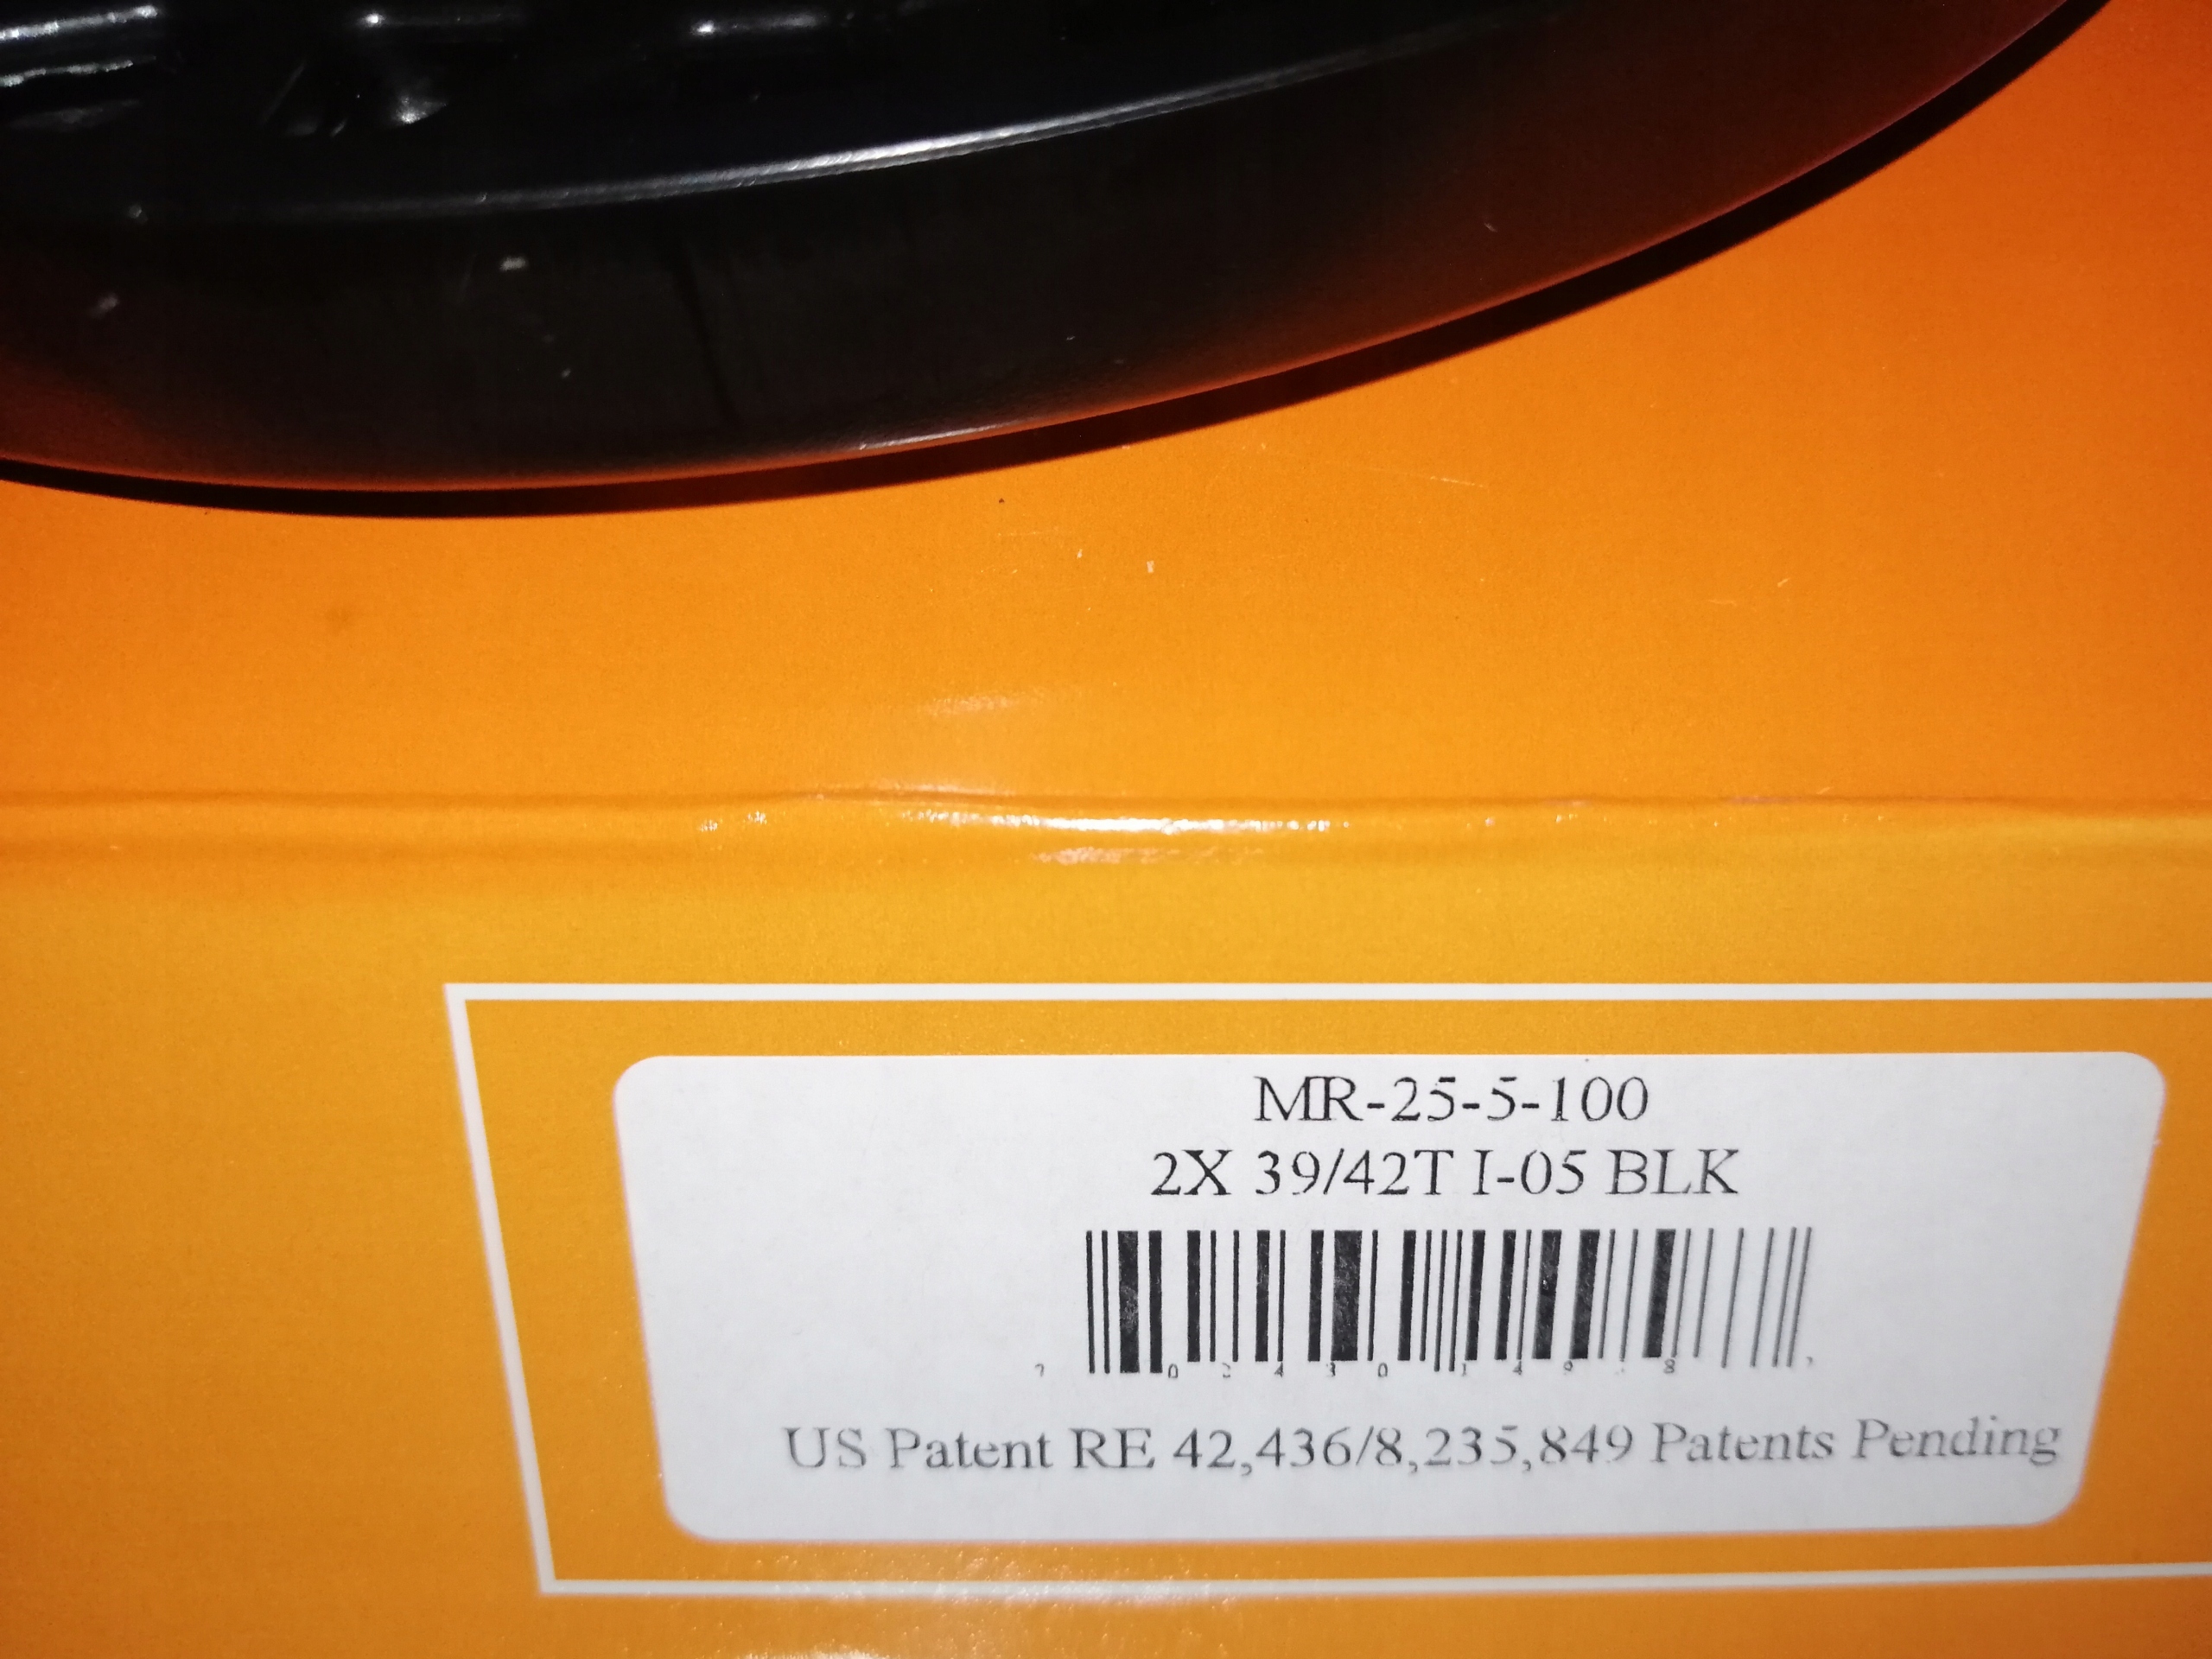 MR-25-5-100
2X 39/42T I-05 BLK
US Patent RE 42,436/8,235,849 Patents Pending